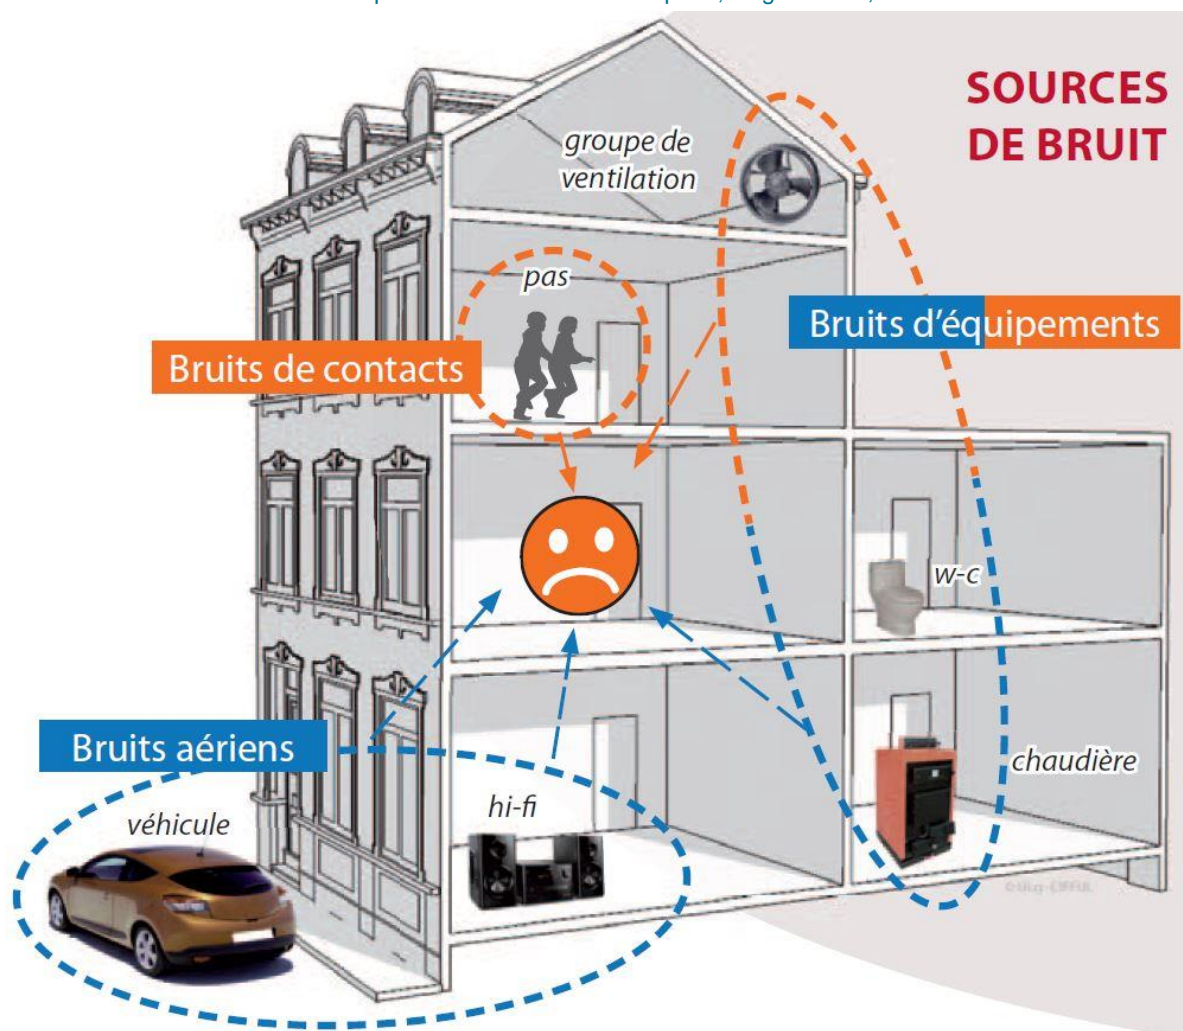 SOURCES
DE BRUIT
groupe de
ventilation
pas
Bruits d'équipements
Bruits de contacts
w-c
Bruits aériens
chaudière
hi-fi
véhicule